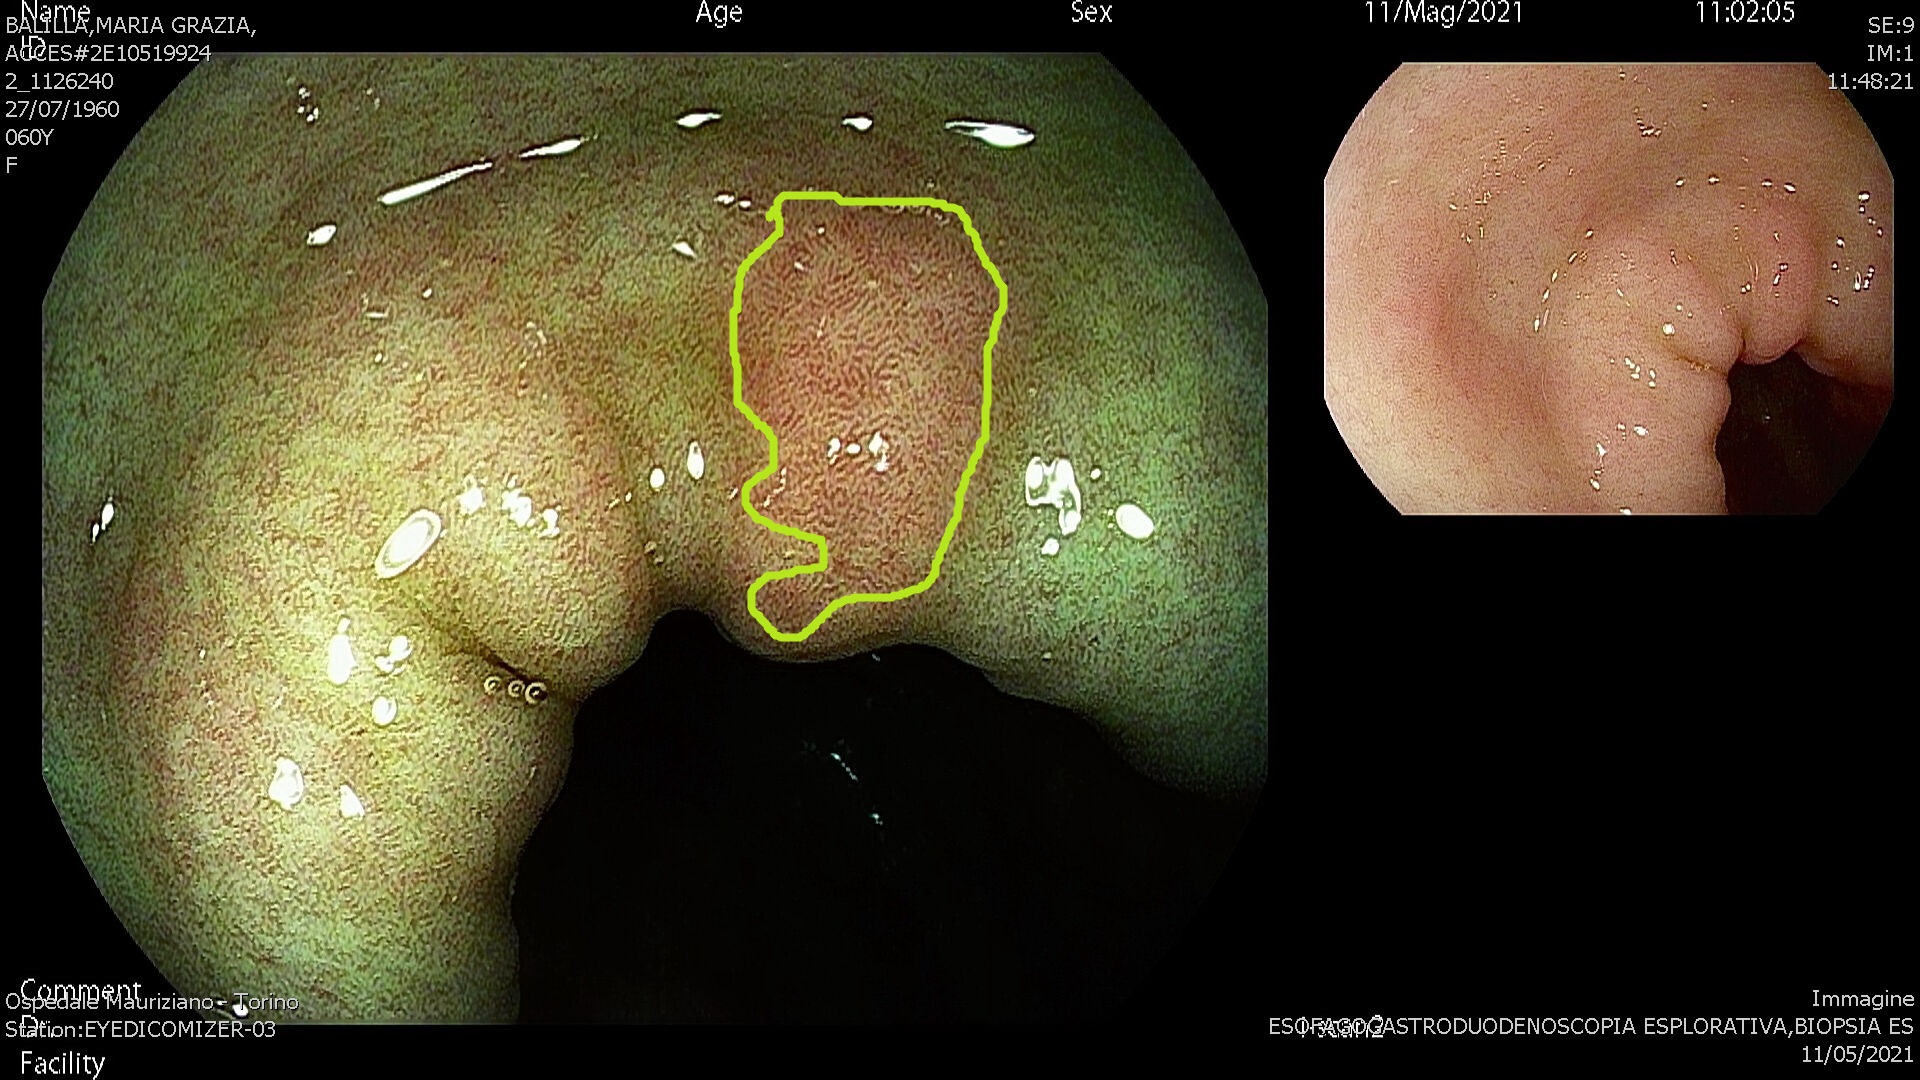 Name Age Sex 11/Mag/2021 11:02:05
BALILLA,MARIA GRAZIA,
ID
ACCES#2E10519924
2_1126240
27/07/1960
060Y
F
SE:9
IM:1
11:48:21
Comment
Ospedale Mauriziano - Torino
Station:EYEDICOMIZER-03
Facility
Immagine
ESOFAGOGASTRODUODENOSCOPIA ESPLORATIVA,BIOPSIA ES
11/05/2021